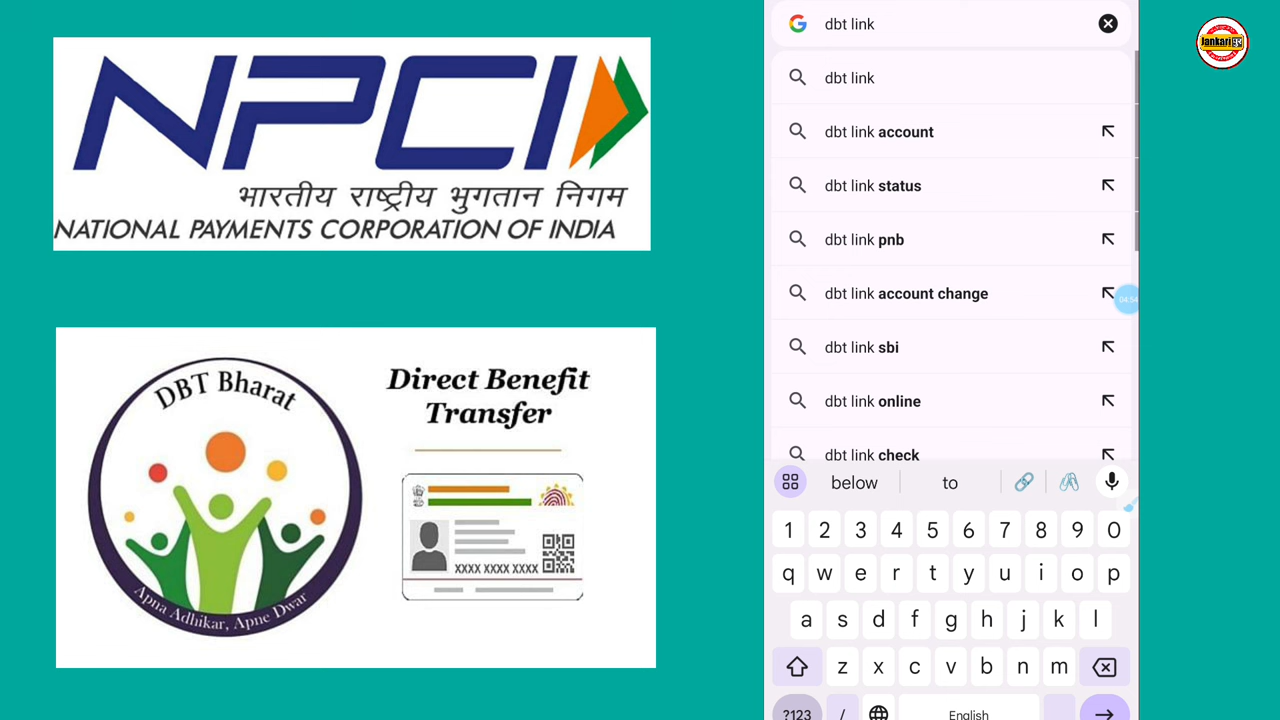 NPCI
भारतीय राष्ट्रीय भुगतान निगम
NATIONAL PAYMENTS CORPORATION OF INDIA
DBT Bharat
Apna Adhikar, Apne Dwar
Direct Benefit
Transfer
XXXX XXXX XXXX
dbt link
dbt link
dbt link account
dbt link status
dbt link pnb
dbt link account change
04:54
dbt link sbi
dbt link online
dbt link check
below to
1 2 3 4 5 6 7 8 9 0
q w e r t y u i o p
a s d f g h j k l
z x c v b n m
?123 / English
Jankari